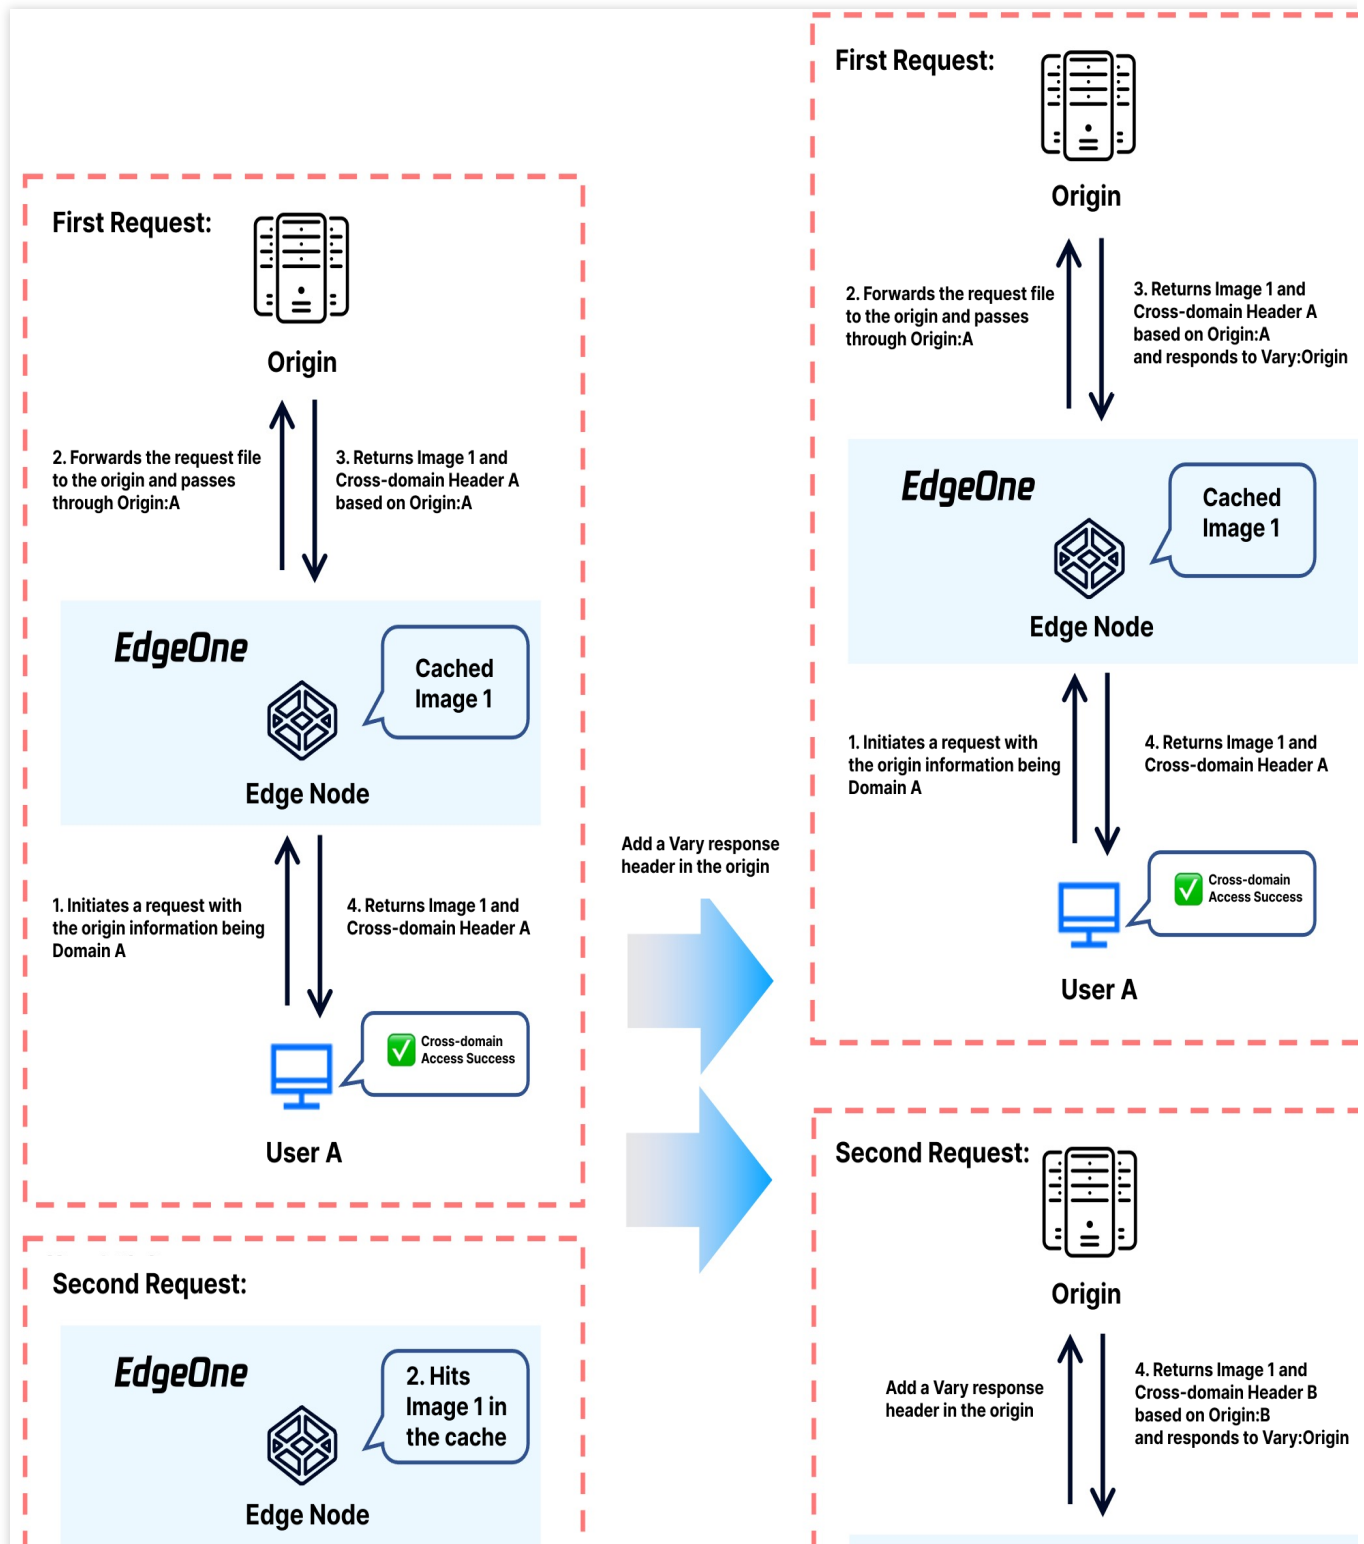 First Request:
Origin
2. Forwards the request file
to the origin and passes
through Origin:A
3. Returns Image 1 and
Cross-domain Header A
based on Origin:A
EdgeOne
Cached
Image 1
Edge Node
1. Initiates a request with
the origin information being
Domain A
4. Returns Image 1 and
Cross-domain Header A
Cross-domain
Access Success
User A
Second Request:
EdgeOne
2. Hits
Image 1 in
the cache
Edge Node
Add a Vary response
header in the origin
First Request:
Origin
2. Forwards the request file
to the origin and passes
through Origin:A
3. Returns Image 1 and
Cross-domain Header A
based on Origin:A
and responds to Vary:Origin
EdgeOne
Cached
Image 1
Edge Node
1. Initiates a request with
the origin information being
Domain A
4. Returns Image 1 and
Cross-domain Header A
Cross-domain
Access Success
User A
Second Request:
Origin
Add a Vary response
header in the origin
4. Returns Image 1 and
Cross-domain Header B
based on Origin:B
and responds to Vary:Origin